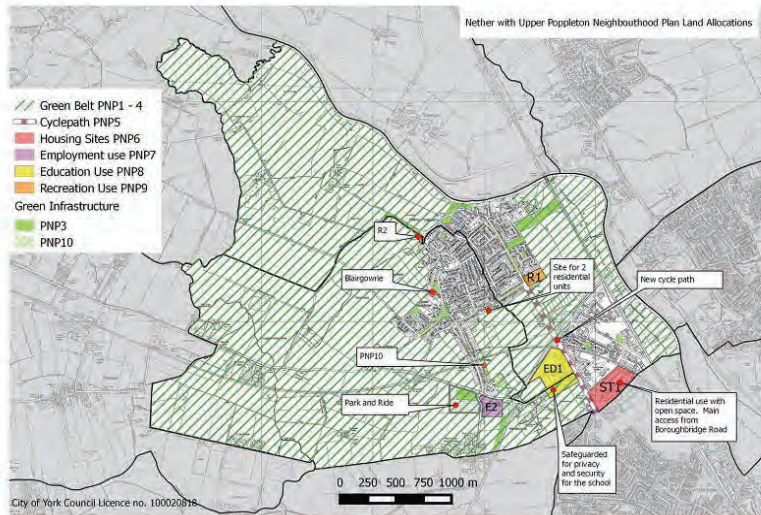 Nether with Upper Poppleton Neighbouthood Plan Land Allocations
Green Belt PNP1 - 4
Cyclepath PNP5
Housing Sites PNP6
Employment use PNP7
Education Use PNP8
Recreation Use PNP9
Green Infrastructure
PNP3
PNP10
R2
Blairgowrie
Site for 2
residential
units
R1
New cycle path
PNP10
ED1
ST1
Park and Ride
E2
Residential use with
open space. Main
access from
Boroughbridge Road
Safeguarded
for privacy
and security
for the school
0 250 500 750 1000 m
City of York Council Licence no. 100020818